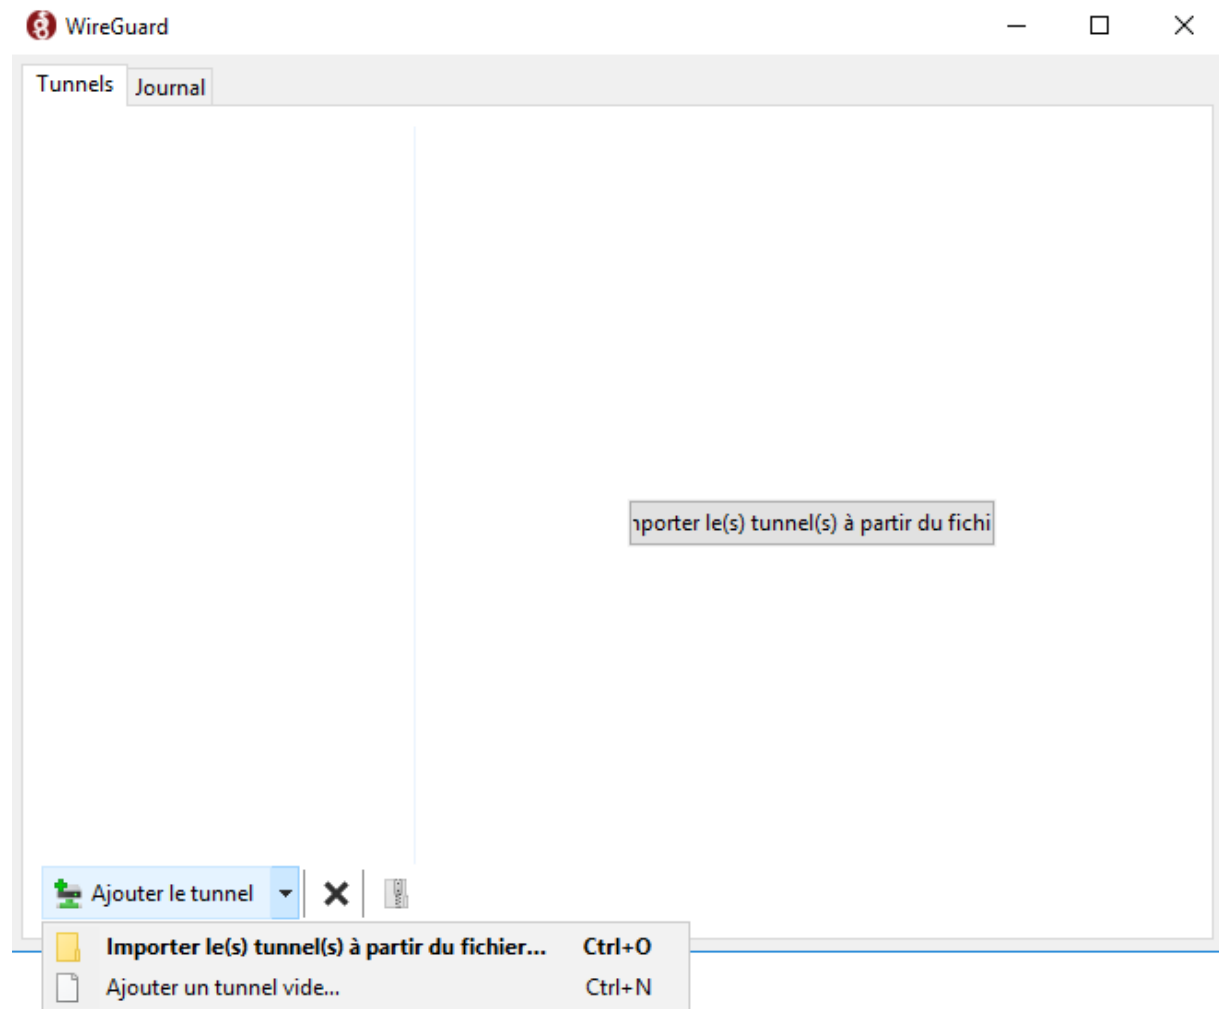 WireGuard
Tunnels
Journal
nporter le(s) tunnel(s) à partir du fichi
Ajouter le tunnel
Importer le(s) tunnel(s) à partir du fichier... Ctrl+O
Ajouter un tunnel vide... Ctrl+N